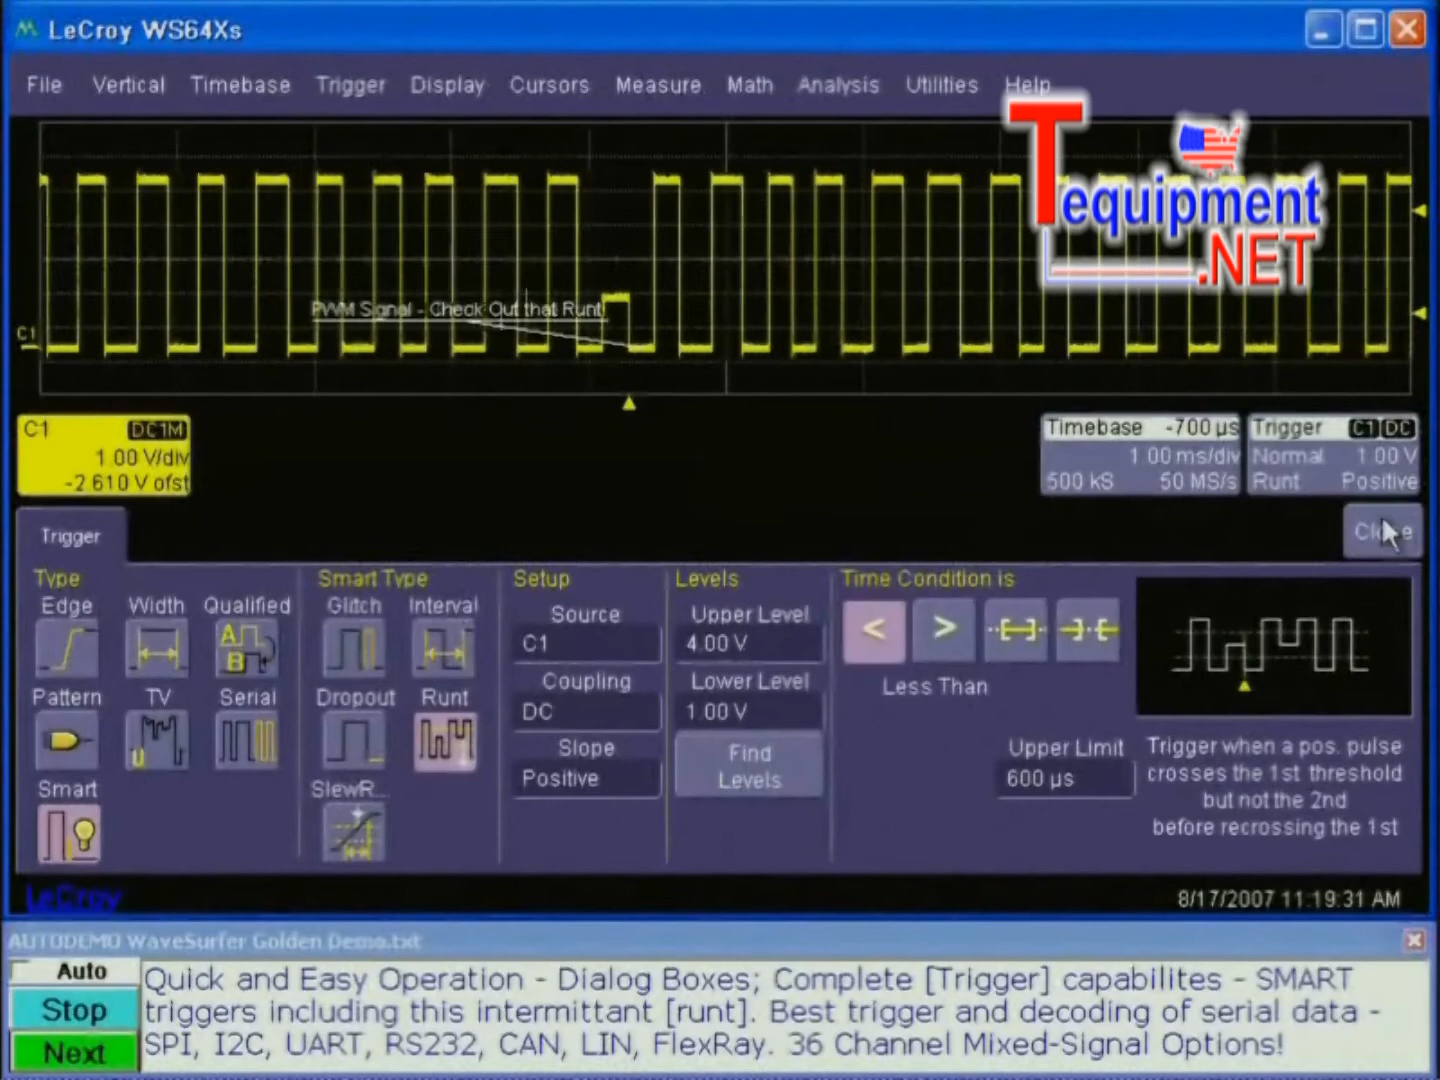 LeCroy WS64Xs
File Vertical Timebase Trigger Display Cursors Measure Math Analysis Utilities Help
Tequipment
.NET
PWM Signal - Check Out that Runt
C1
C1 DC1M
1.00 V/div
-2.610 V ofst
Timebase -700 µs
1.00 ms/div
500 kS 50 MS/s
Trigger C1 DC
Normal 1.00 V
Runt Positive
Close
Trigger
Type
Edge Width Qualified
A
B
Pattern TV Serial
U
Smart
Smart Type
Glitch Interval
Dropout Runt
SlewR...
Setup
Source
C1
Coupling
DC
Slope
Positive
Levels
Upper Level
4.00 V
Lower Level
1.00 V
Find
Levels
Time Condition is
< >
Less Than
Upper Limit
600 µs
Trigger when a pos. pulse
crosses the 1st threshold
but not the 2nd
before recrossing the 1st
LeCroy
8/17/2007 11:19:31 AM
AUTODEMO WaveSurfer Golden Demo.txt
Auto
Stop
Next
Quick and Easy Operation - Dialog Boxes; Complete [Trigger] capabilites - SMART
triggers including this intermittant [runt]. Best trigger and decoding of serial data -
SPI, I2C, UART, RS232, CAN, LIN, FlexRay. 36 Channel Mixed-Signal Options!